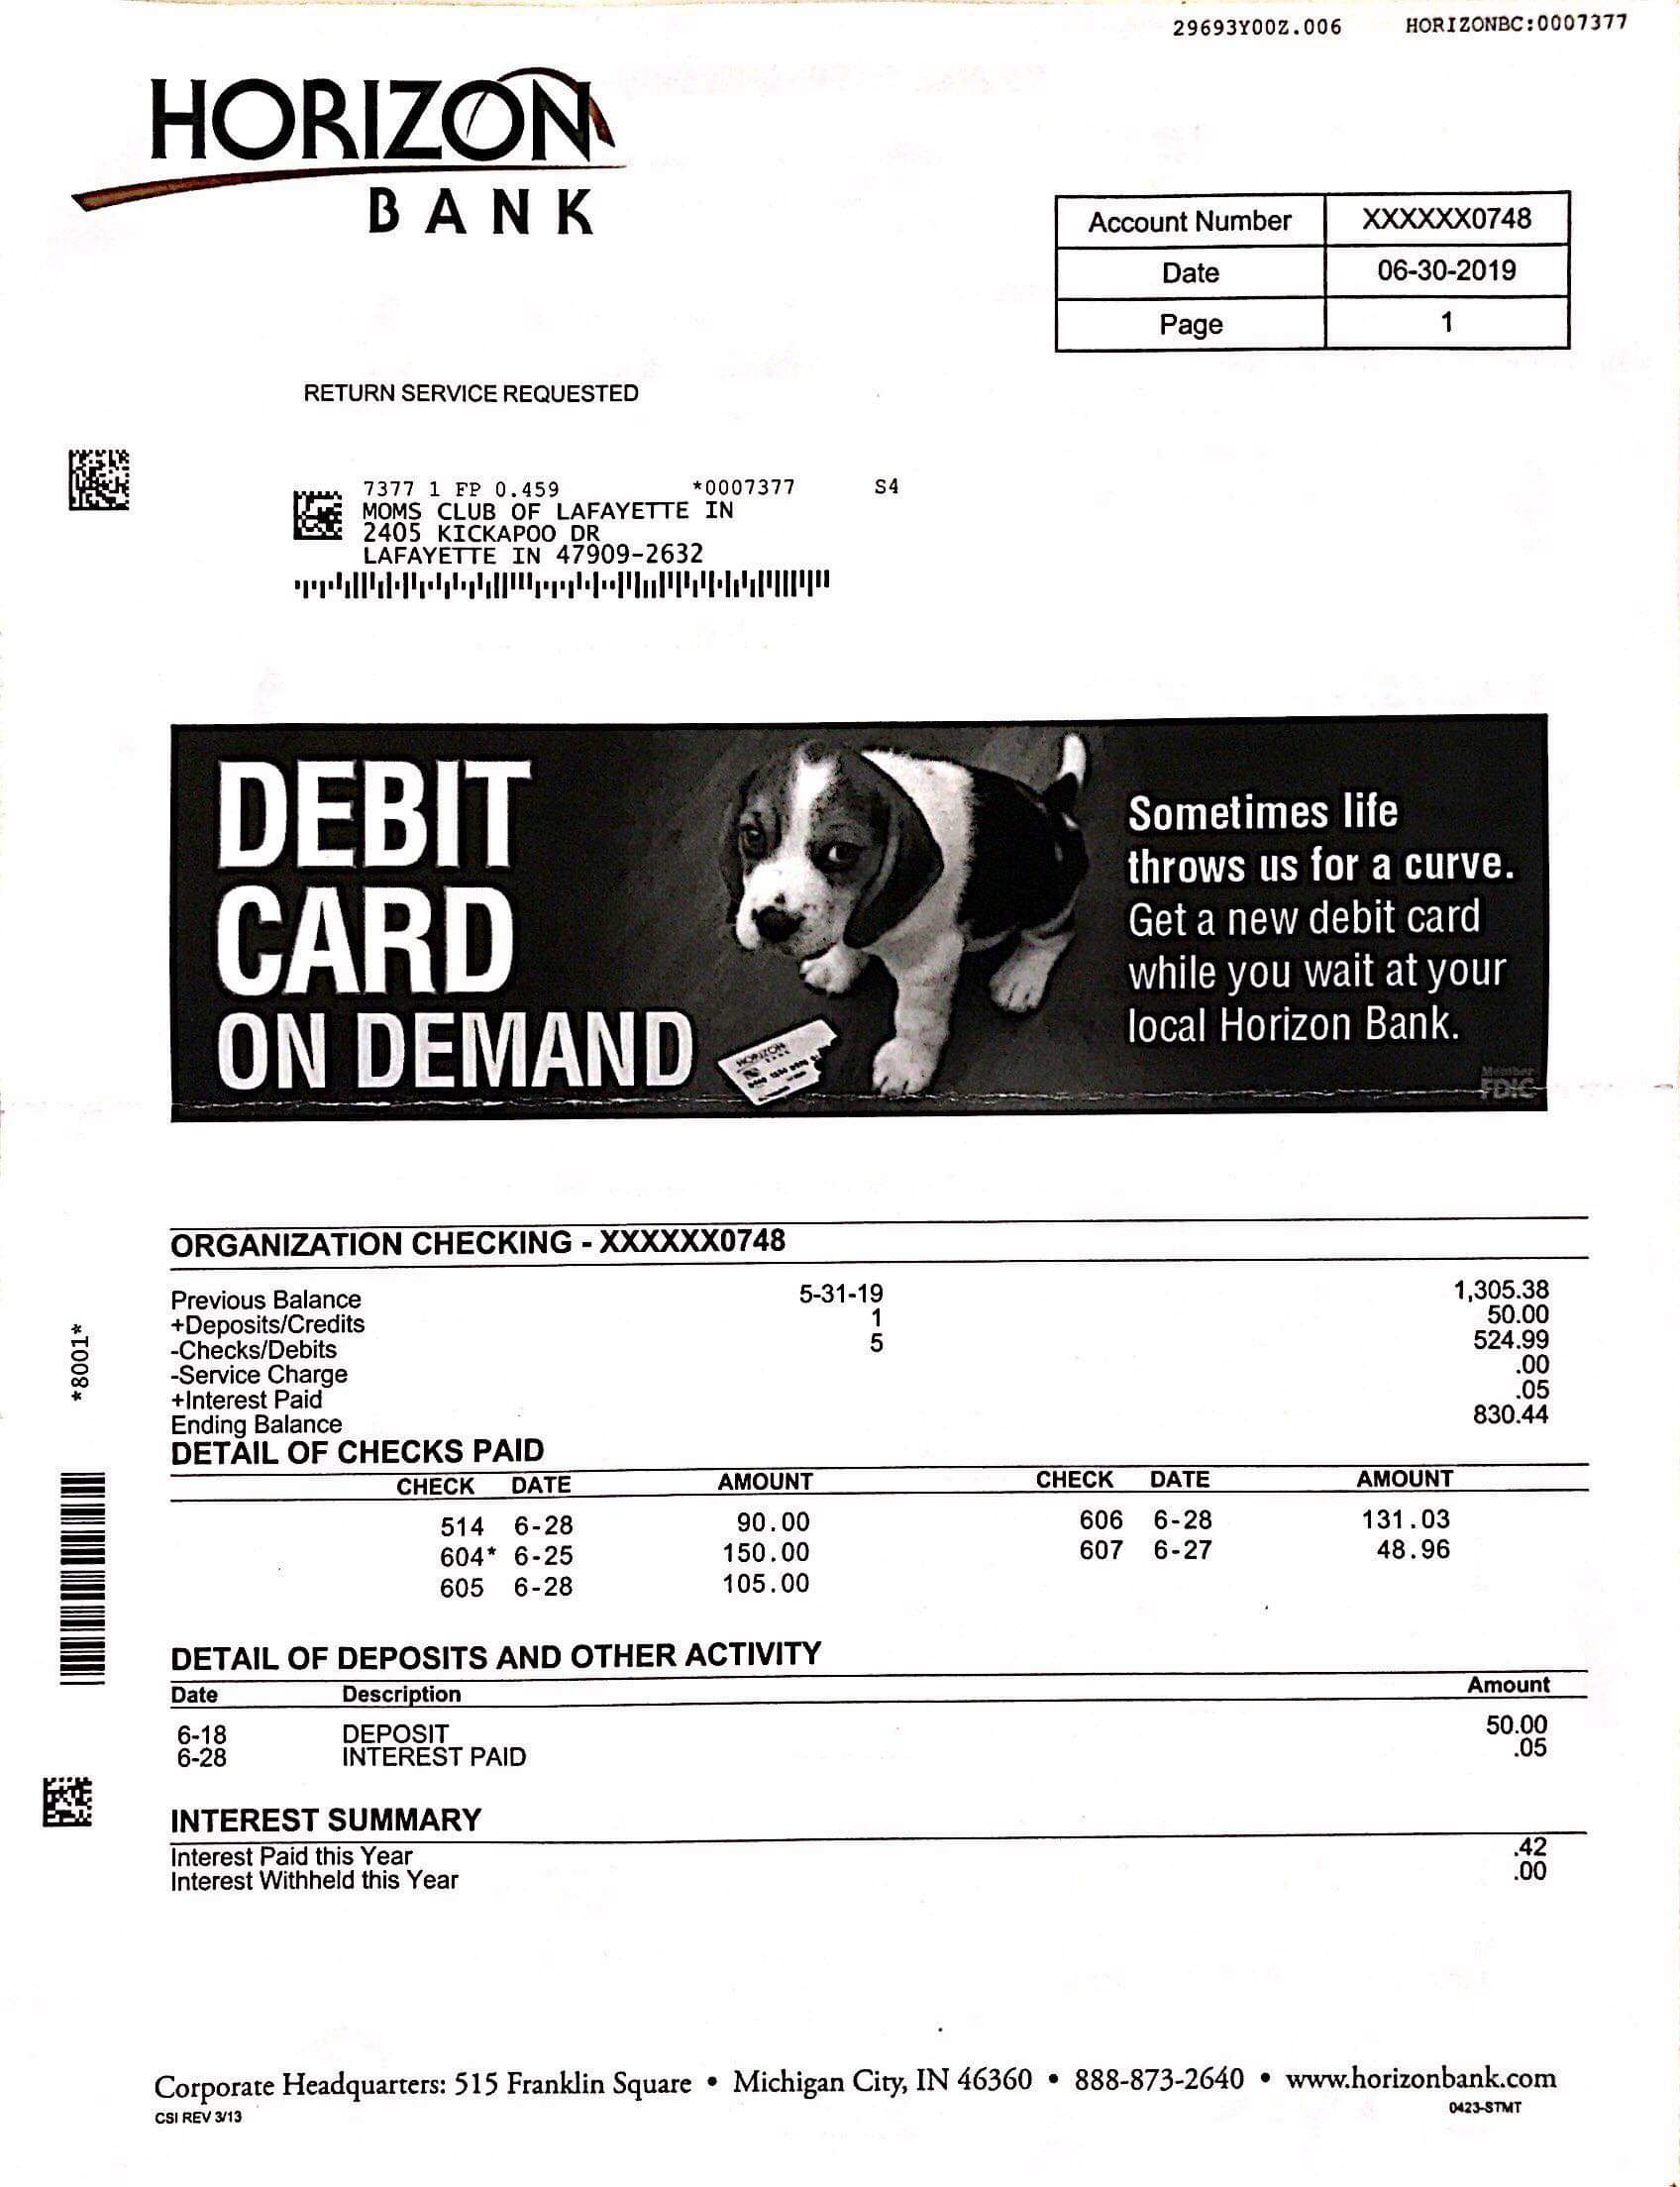 29693Y00Z.006 HORIZONBC:0007377
HORIZON
BANK
Account Number XXXXXX0748
Date 06-30-2019
Page 1
RETURN SERVICE REQUESTED
7377 1 FP 0.459 *0007377 S4
MOMS CLUB OF LAFAYETTE IN
2405 KICKAPOO DR
LAFAYETTE IN 47909-2632
DEBIT
CARD
ON DEMAND
Sometimes life
throws us for a curve.
Get a new debit card
while you wait at your
local Horizon Bank.
Member
FDIC
HORIZON
BANK
ORGANIZATION CHECKING - XXXXXX0748
Previous Balance 5-31-19 1,305.38
+Deposits/Credits 1 50.00
-Checks/Debits 5 524.99
-Service Charge .00
+Interest Paid .05
Ending Balance 830.44
*8001*
DETAIL OF CHECKS PAID
CHECK DATE AMOUNT CHECK DATE AMOUNT
514 6-28 90.00 606 6-28 131.03
604* 6-25 150.00 607 6-27 48.96
605 6-28 105.00
DETAIL OF DEPOSITS AND OTHER ACTIVITY
Date Description Amount
6-18 DEPOSIT 50.00
6-28 INTEREST PAID .05
INTEREST SUMMARY
Interest Paid this Year .42
Interest Withheld this Year .00
Corporate Headquarters: 515 Franklin Square • Michigan City, IN 46360 • 888-873-2640 • www.horizonbank.com
CSI REV 3/13 0423-STMT